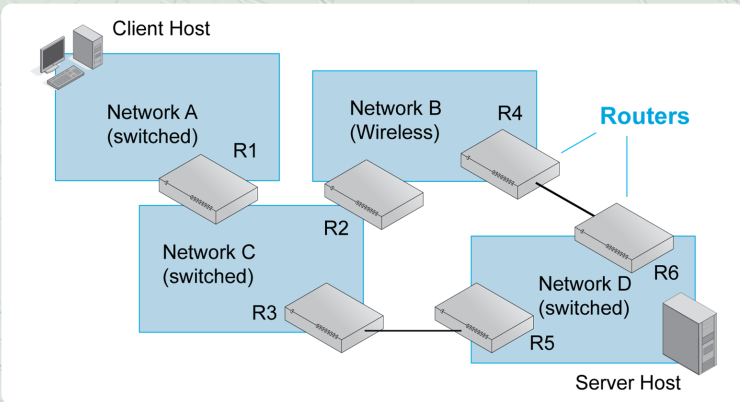 Client Host
Network A
(switched)
R1
Network B
(Wireless)
R4
Routers
R2
Network C
(switched)
R3
Network D
(switched)
R6
R5
Server Host